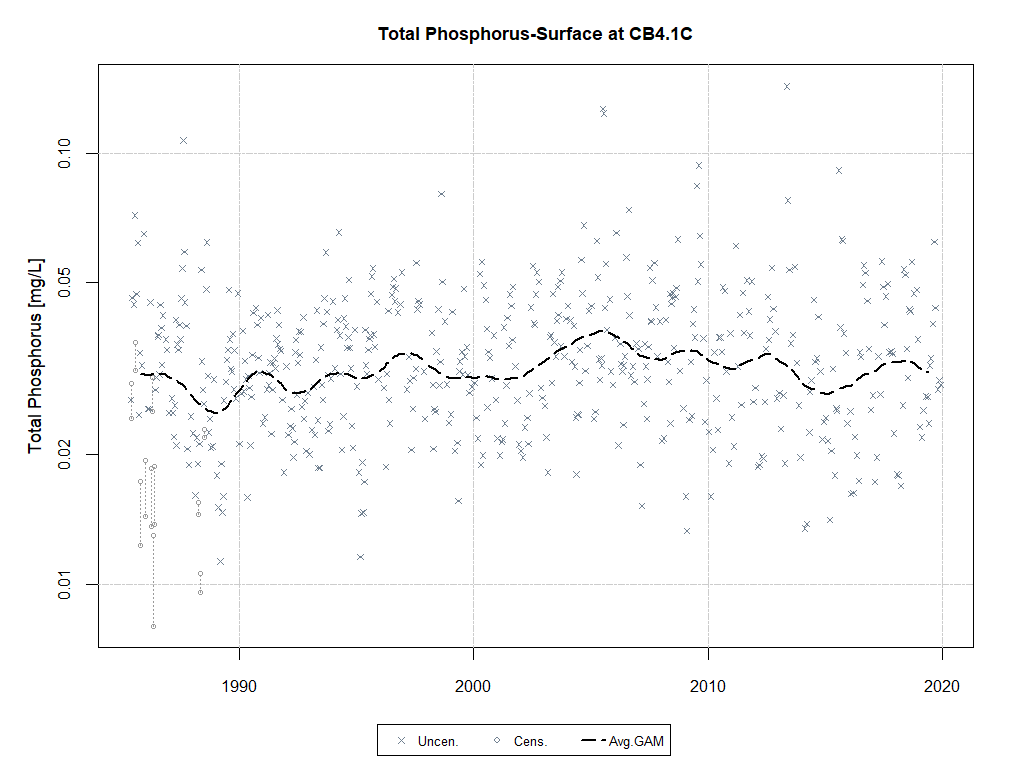 Total Phosphorus-Surface at CB4.1C
Total Phosphorus [mg/L]
0.10
0.05
0.02
0.01
1990 2000 2010 2020
Uncen. Cens. Avg.GAM